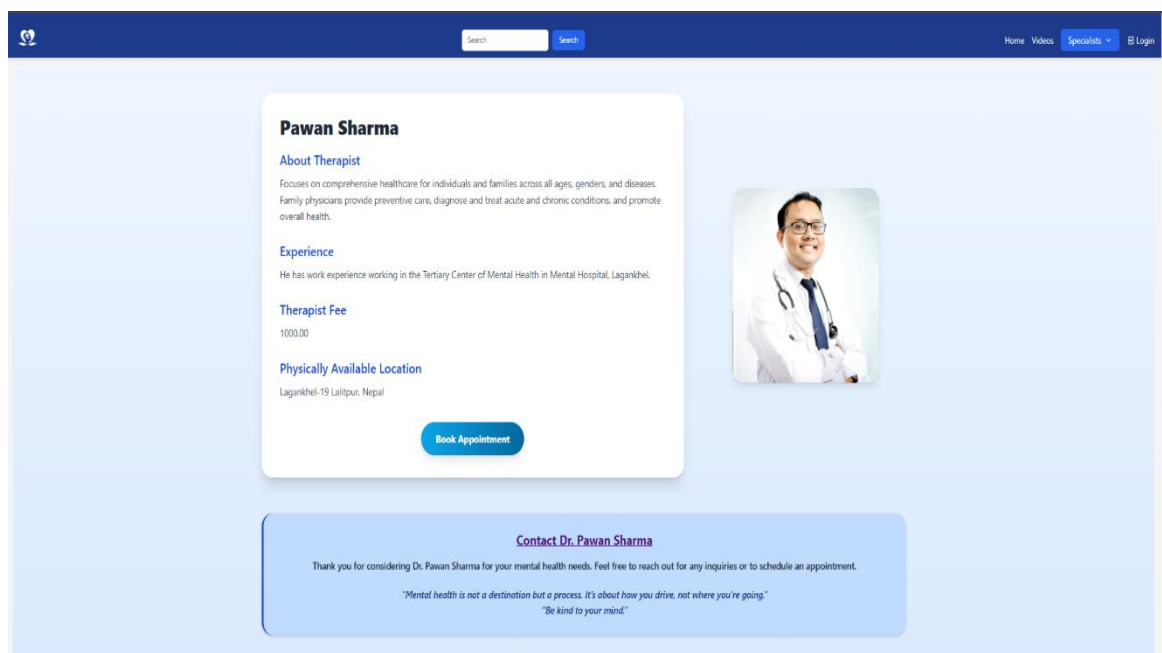 Search
Search
Home
Videos
Specialists
Login
Pawan Sharma
About Therapist
Focuses on comprehensive healthcare for individuals and families across all ages, genders, and diseases.
Family physicians provide preventive care, diagnose and treat acute and chronic conditions, and promote
overall health.
Experience
He has work experience working in the Tertiary Center of Mental Health in Mental Hospital, Lagankhel.
Therapist Fee
1000.00
Physically Available Location
Lagankhel-19 Lalitpur, Nepal
Book Appointment
Contact Dr. Pawan Sharma
Thank you for considering Dr. Pawan Sharma for your mental health needs. Feel free to reach out for any inquiries or to schedule an appointment.
"Mental health is not a destination but a process. It's about how you drive, not where you're going."
"Be kind to your mind."